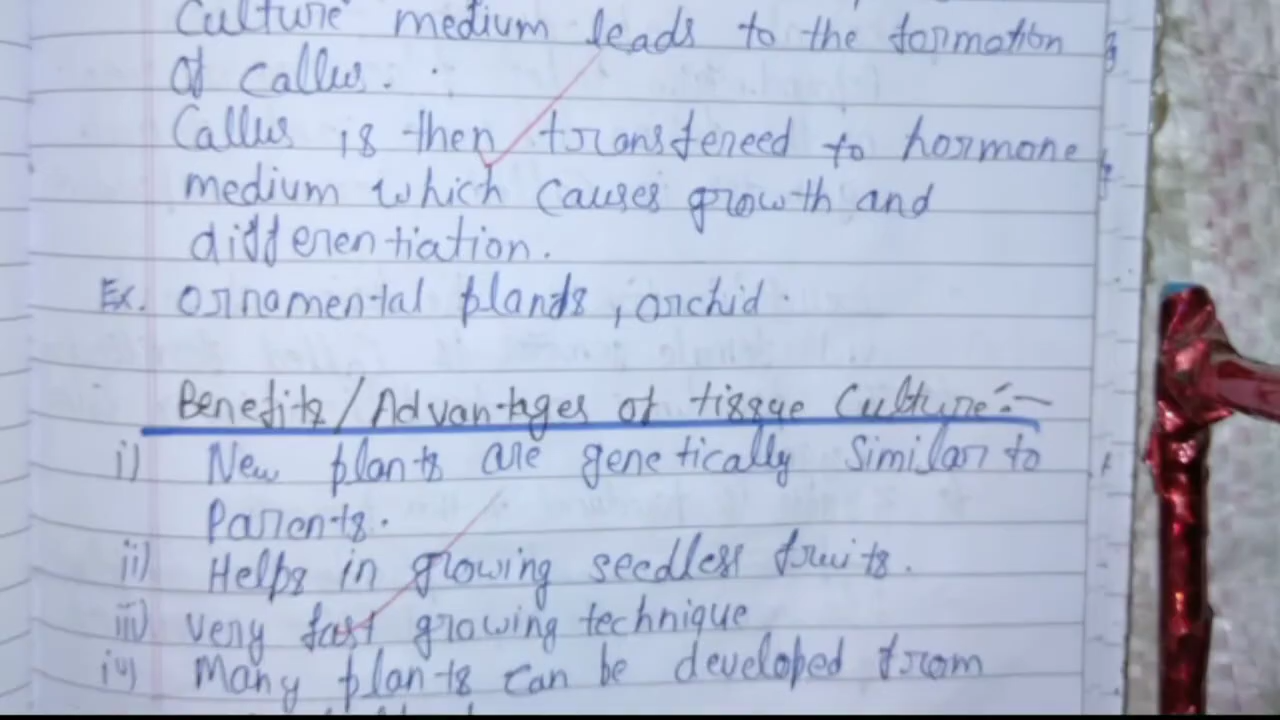 Culture medium leads to the formation
of callus.
Callus is then transfereed to hormone
medium which causes growth and
differentiation.
Ex. ornamental plands, orchid.
Benefits/Advantages of tissue Culture:-
i) New plants are genetically similar to
Parents.
ii) Helps in growing seedless fruits.
iii) very fast growing technique
iv) Many plants can be developed from